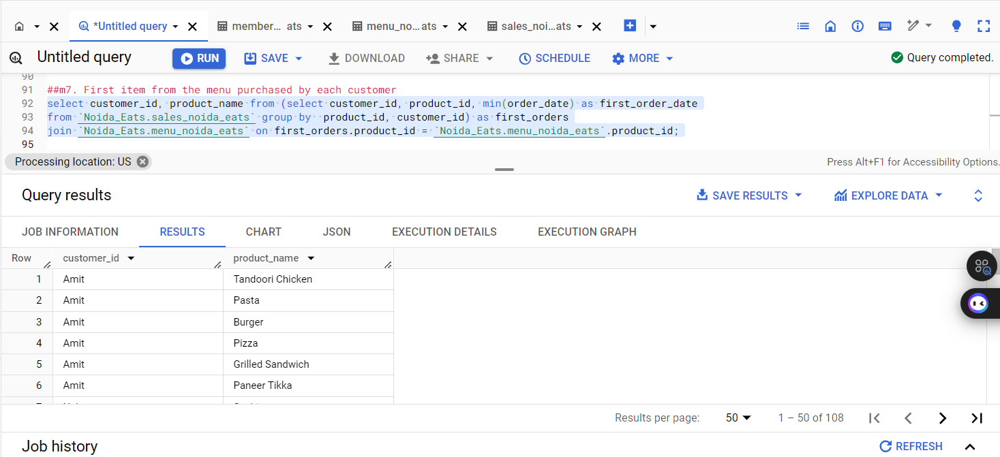 *Untitled query
member... ats
menu_no...ats
sales_noi...ats
Untitled query
RUN
SAVE
DOWNLOAD
SHARE
SCHEDULE
MORE
Query completed.
90
91 ##m7. First item from the menu purchased by each customer
92 select customer_id, product_name from (select customer_id, product_id, min(order_date) as first_order_date
93 from `Noida_Eats.sales_noida_eats` group by  product_id, customer_id) as first_orders
94 join `Noida_Eats.menu_noida_eats` on first_orders.product_id = `Noida_Eats.menu_noida_eats`.product_id;
95
Processing location: US
Press Alt+F1 for Accessibility Options.
Query results
SAVE RESULTS
EXPLORE DATA
JOB INFORMATION
RESULTS
CHART
JSON
EXECUTION DETAILS
EXECUTION GRAPH
Row customer_id product_name
1 Amit Tandoori Chicken
2 Amit Pasta
3 Amit Burger
4 Amit Pizza
5 Amit Grilled Sandwich
6 Amit Paneer Tikka
Results per page: 50 1 – 50 of 108
Job history
REFRESH